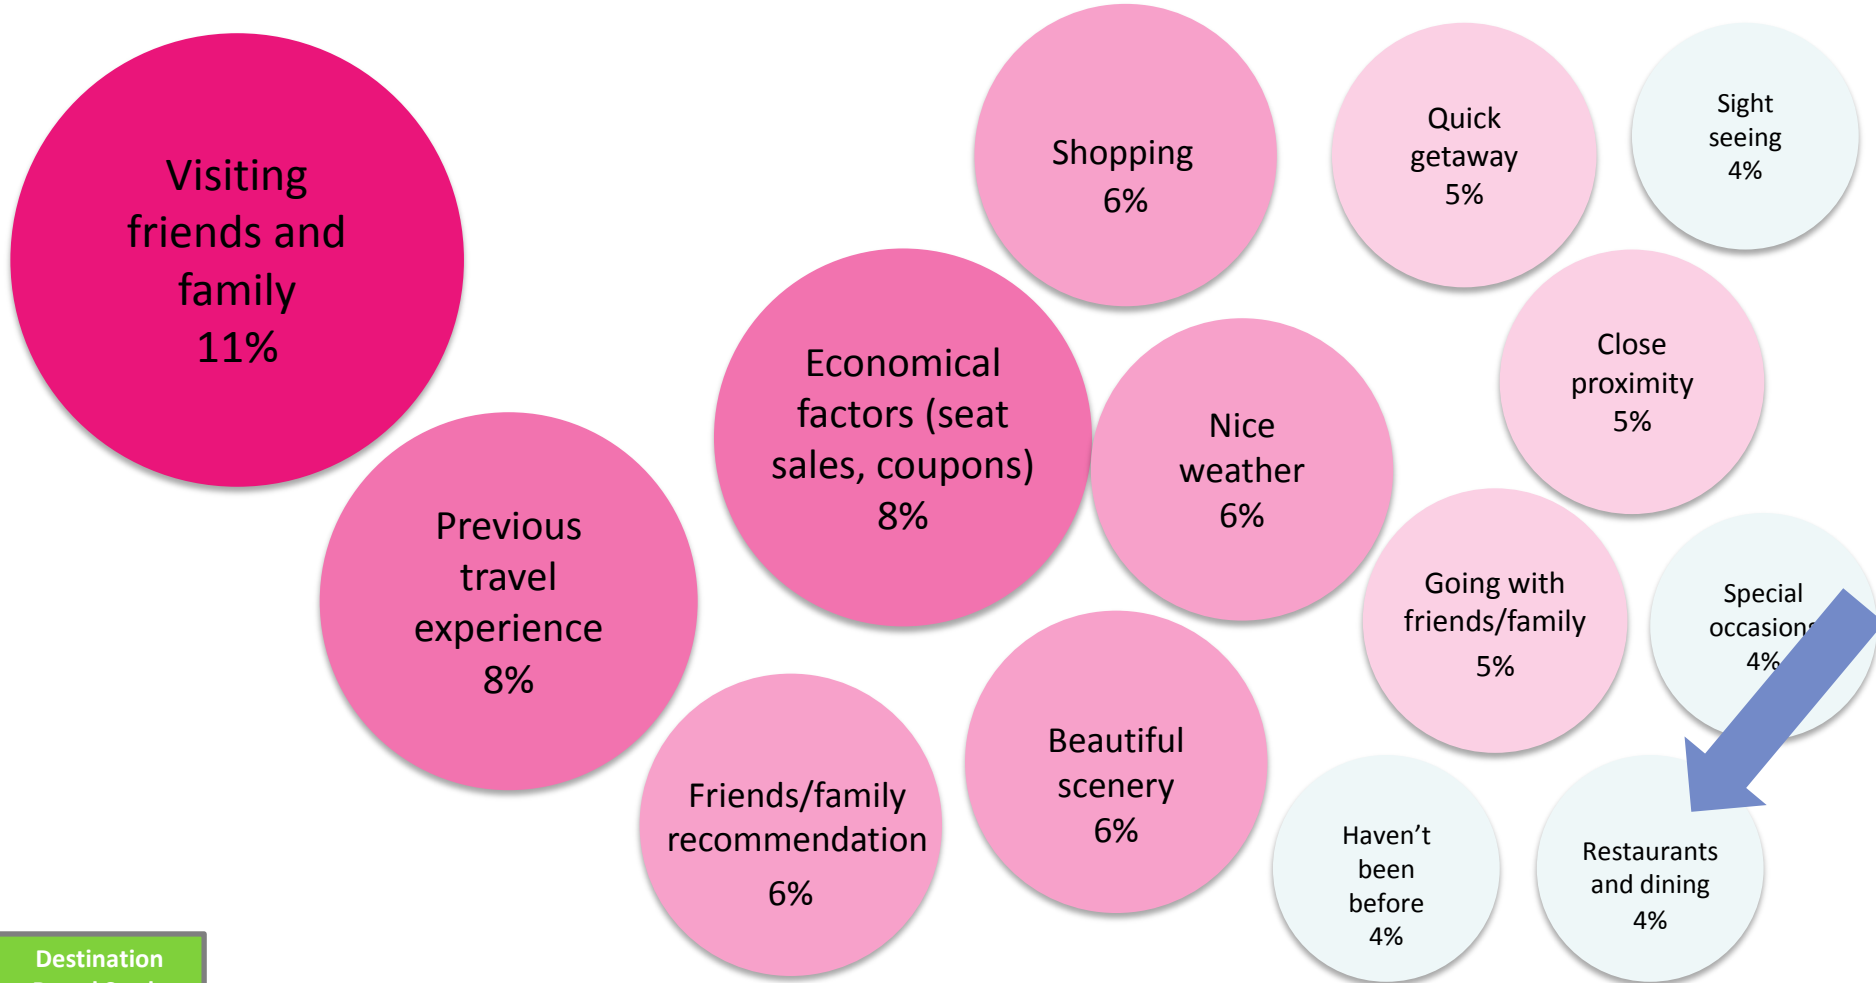 Visiting
friends and
family
11%
Previous
travel
experience
8%
Economical
factors (seat
sales, coupons)
8%
Friends/family
recommendation
6%
Shopping
6%
Nice
weather
6%
Beautiful
scenery
6%
Quick
getaway
5%
Close
proximity
5%
Going with
friends/family
5%
Sight
seeing
4%
Special
occasions
4%
Haven’t
been
before
4%
Restaurants
and dining
4%
Destination